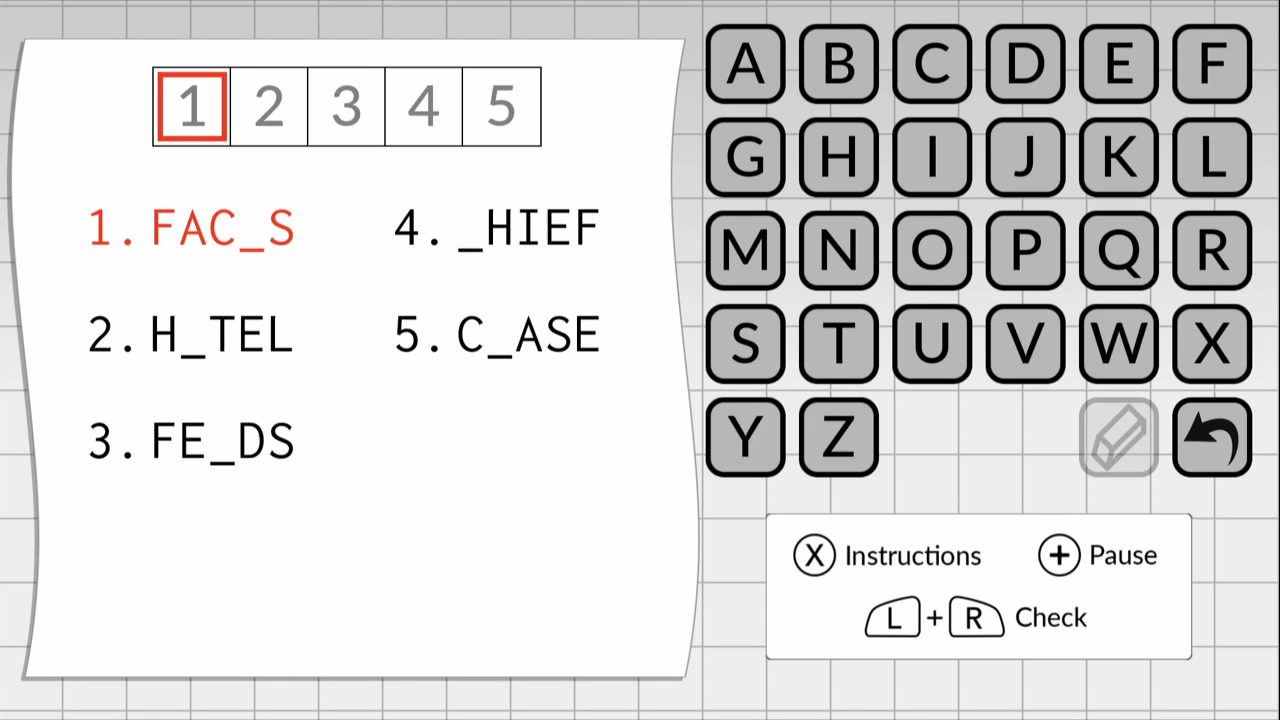 1 2 3 4 5
1. FAC_S
2. H_TEL
3. FE_DS
4. _HIEF
5. C_ASE
A B C D E F
G H I J K L
M N O P Q R
S T U V W X
Y Z
X Instructions + Pause
L + R Check